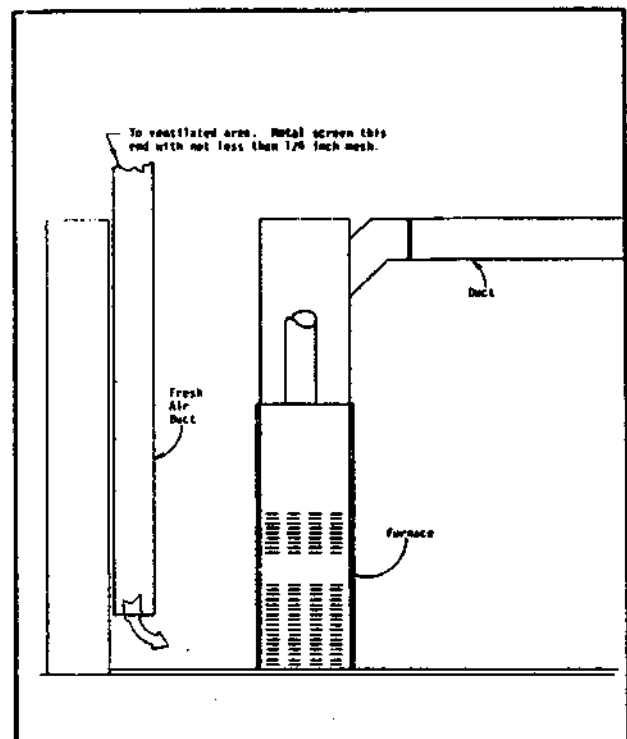 To ventilated area. Metal screen this
end with not less than 1/4 inch mesh.
Duct
Fresh
Air
Duct
Furnace